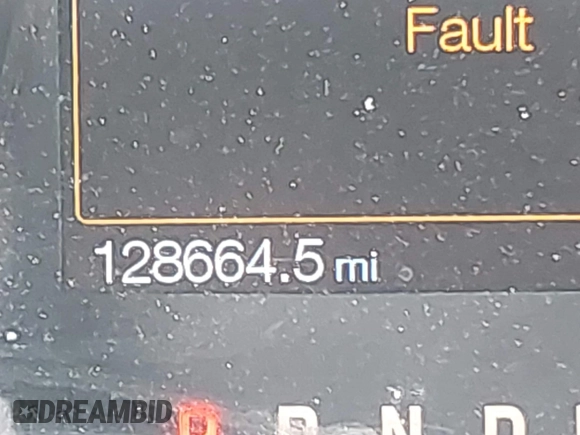 Fault
128664.5 mi
P R N D
DREAMBID